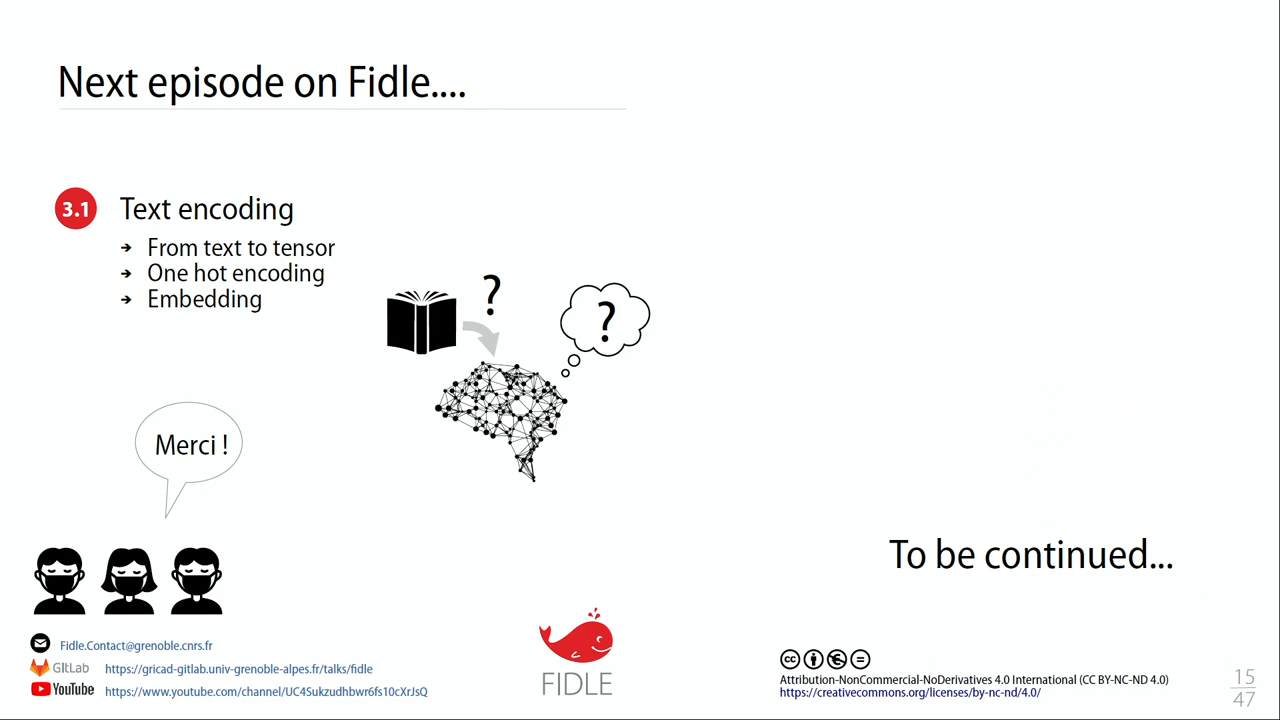 Next episode on Fidle....
3.1 Text encoding
➔ From text to tensor
➔ One hot encoding
➔ Embedding
?
?
Merci !
To be continued...
Fidle.Contact@grenoble.cnrs.fr
GItLab https://gricad-gitlab.univ-grenoble-alpes.fr/talks/fidle
YouTube https://www.youtube.com/channel/UC4Sukzudhbwr6fs10cXrJsQ
FIDLE
cc
Attribution-NonCommercial-NoDerivatives 4.0 International (CC BY-NC-ND 4.0)
https://creativecommons.org/licenses/by-nc-nd/4.0/
15
47